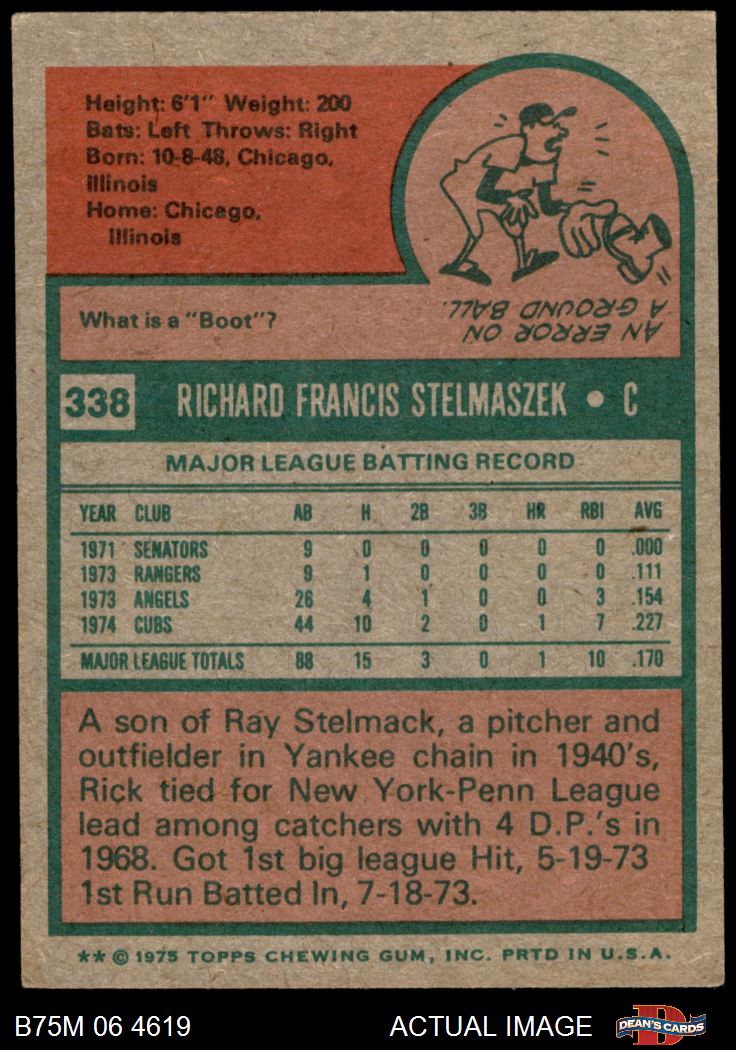 Height: 6'1" Weight: 200
Bats: Left Throws: Right
Born: 10-8-48, Chicago,
Illinois
Home: Chicago,
Illinois
What is a "Boot"?
AN ERROR ON
A GROUND BALL.
338 RICHARD FRANCIS STELMASZEK • C
MAJOR LEAGUE BATTING RECORD
YEAR CLUB AB H 2B 3B HR RBI AVG
1971 SENATORS 9 0 0 0 0 0 .000
1973 RANGERS 9 1 0 0 0 0 .111
1973 ANGELS 26 4 1 0 0 3 .154
1974 CUBS 44 10 2 0 1 7 .227
MAJOR LEAGUE TOTALS 88 15 3 0 1 10 .170
A son of Ray Stelmack, a pitcher and
outfielder in Yankee chain in 1940's,
Rick tied for New York-Penn League
lead among catchers with 4 D.P.'s in
1968. Got 1st big league Hit, 5-19-73
1st Run Batted In, 7-18-73.
** © 1975 TOPPS CHEWING GUM, INC. PRTD IN U.S.A.
B75M 06 4619 ACTUAL IMAGE D DEAN'S CARDS